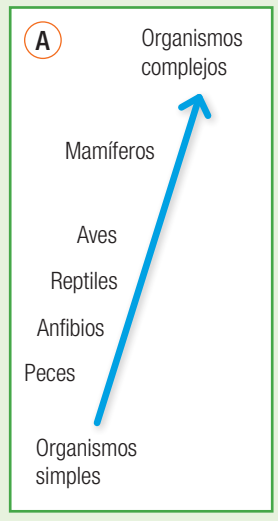 A
Organismos
complejos
Mamíferos
Aves
Reptiles
Anfibios
Peces
Organismos
simples